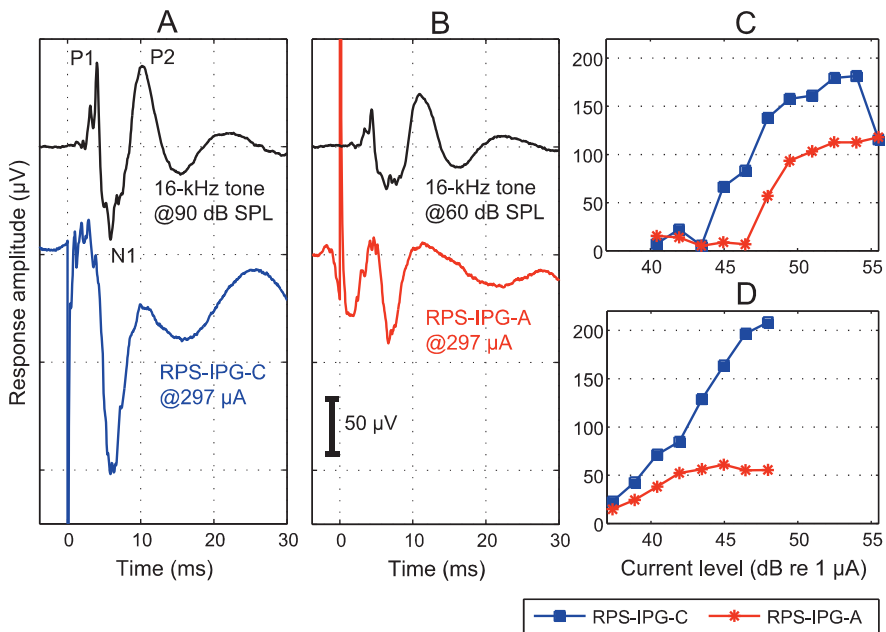 A
B
C
P1
P2
16-kHz tone
@90 dB SPL
N1
RPS-IPG-C
@297 µA
16-kHz tone
@60 dB SPL
RPS-IPG-A
@297 µA
50 µV
Response amplitude (µV)
0
10
20
30
Time (ms)
0
10
20
30
Time (ms)
200
150
100
50
0
40
45
50
55
D
200
150
100
50
0
40
45
50
55
Current level (dB re 1 µA)
RPS-IPG-C
RPS-IPG-A